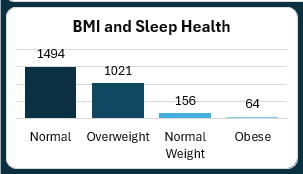 BMI and Sleep Health
1494
1021
156
64
Normal Overweight Normal Obese
Weight